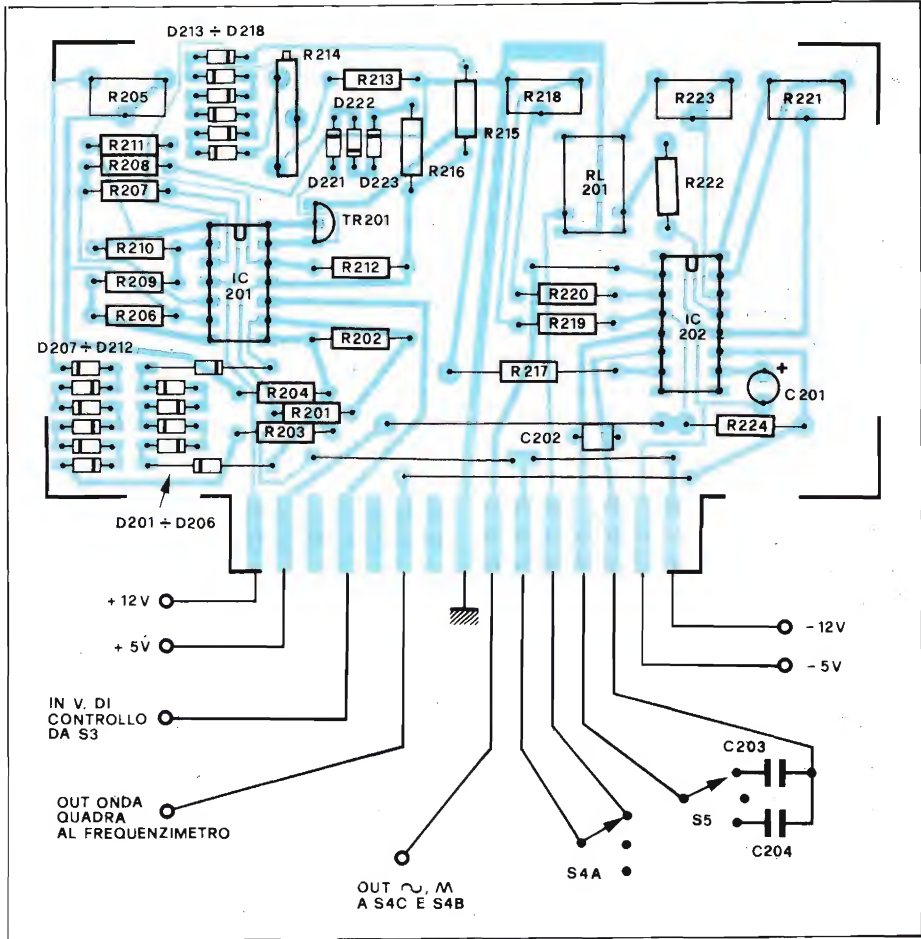 D213 ÷ D218
R214
R205
R213
R218
R223
R221
D222
R215
R211
R208
R207
D221
D223
R216
RL
201
R222
TR201
R210
IC
201
R212
R209
R220
IC
202
R206
R219
R202
D207 ÷ D212
R217
+
C201
R204
R201
R203
C202
R224
D201 ÷ D206
+ 12V
+ 5V
- 12V
- 5V
IN V. DI
CONTROLLO
DA S3
OUT ONDA
QUADRA
AL FREQUENZIMETRO
C203
S5
C204
S4A
OUT ∿, ʍ
A S4C E S4B